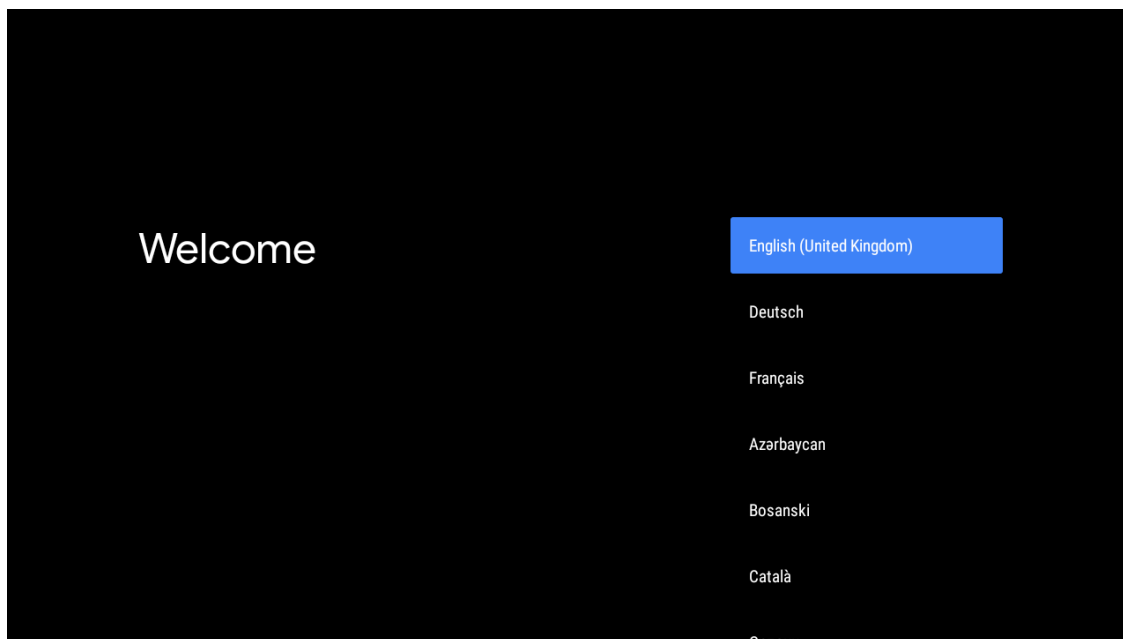 Welcome
English (United Kingdom)
Deutsch
Français
Azərbaycan
Bosanski
Català